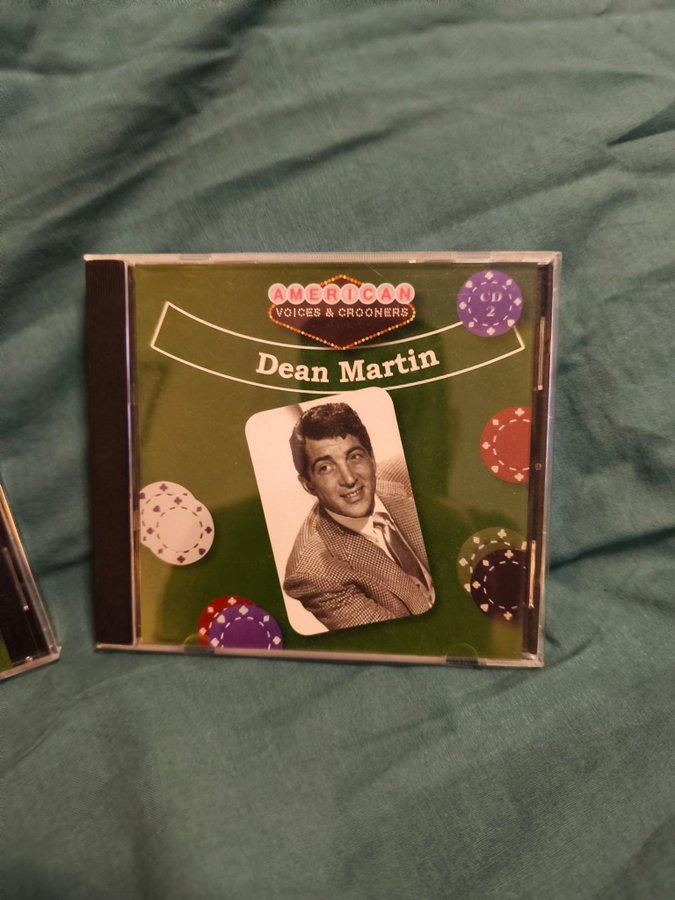 AMERICAN
VOICES & CROONERS
CD
2
Dean Martin